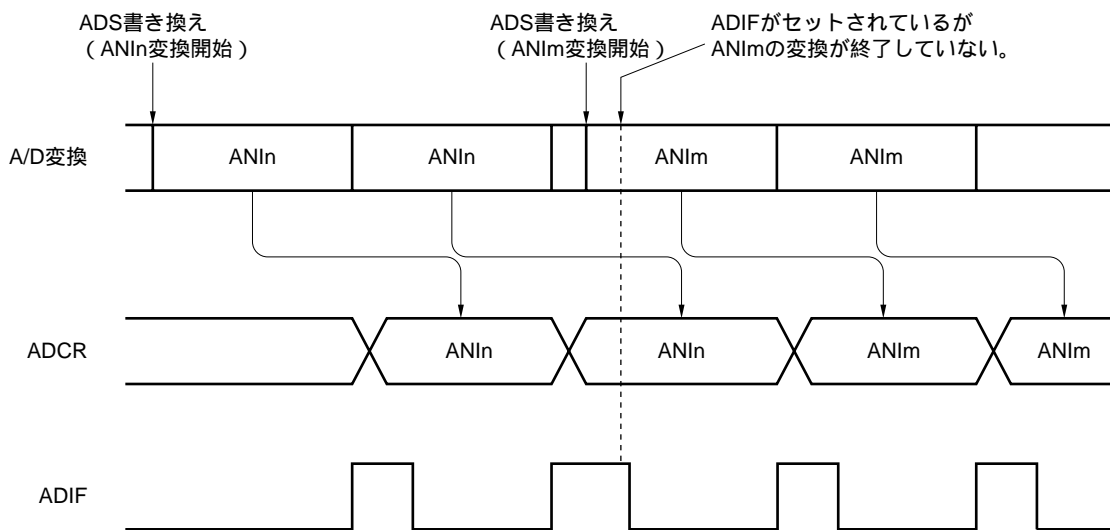 ADS書き換え
（ANIn変換開始）
ADS書き換え
（ANIm変換開始）
ADIFがセットされているが
ANImの変換が終了していない。
A/D変換
ANIn
ANIn
ANIm
ANIm
ADCR
ANIn
ANIn
ANIm
ANIm
ADIF